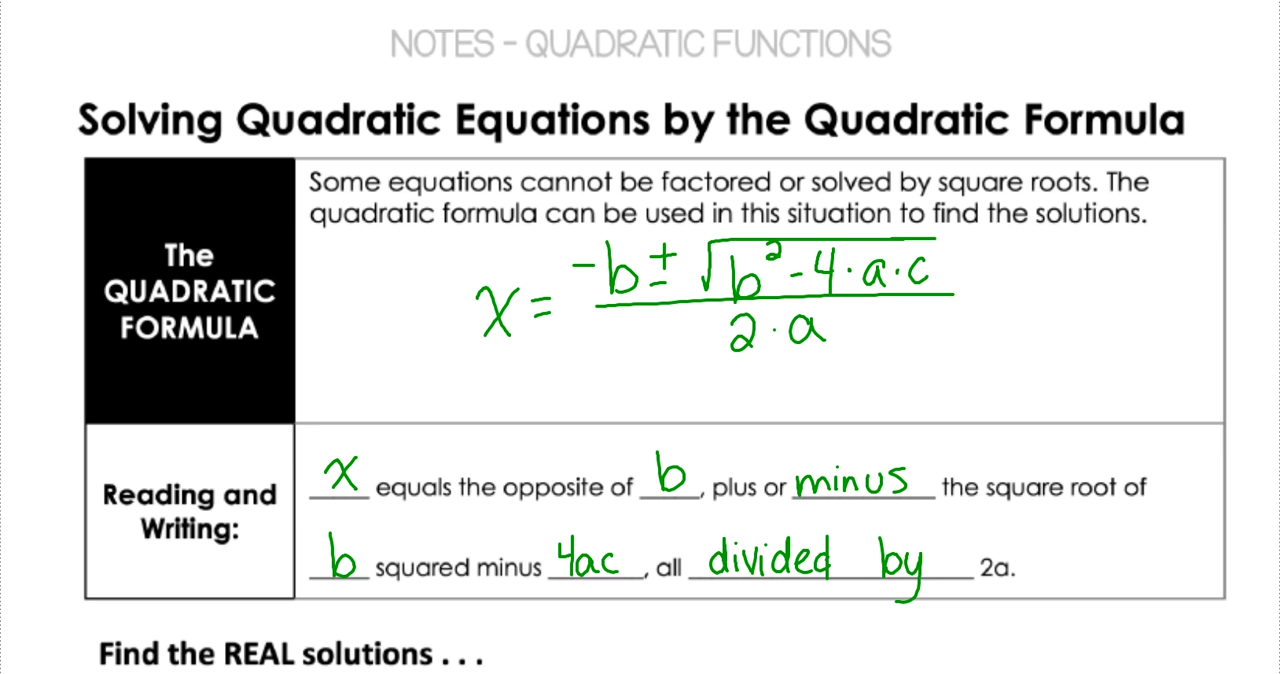 NOTES - QUADRATIC FUNCTIONS
Solving Quadratic Equations by the Quadratic Formula
The
QUADRATIC
FORMULA
Some equations cannot be factored or solved by square roots. The
quadratic formula can be used in this situation to find the solutions.
x = (-b ± √(b² - 4·a·c)) / (2·a)
Reading and
Writing:
x equals the opposite of b, plus or minus the square root of
b squared minus 4ac, all divided by 2a.
Find the REAL solutions . . .